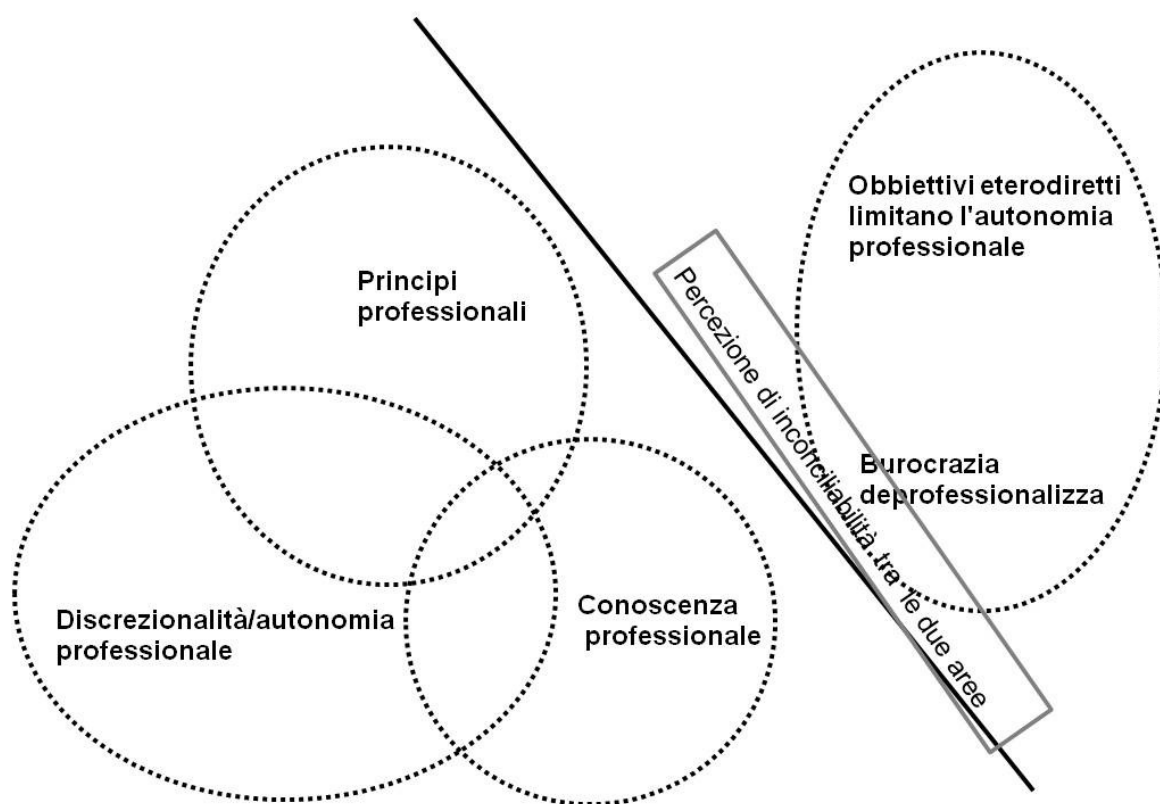 Principi
professionali
Discrezionalità/autonomia
professionale
Conoscenza
professionale
Percezione di inconciliabilità tra le due aree
Obbiettivi eterodiretti
limitano l'autonomia
professionale
Burocrazia
deprofessionalizza